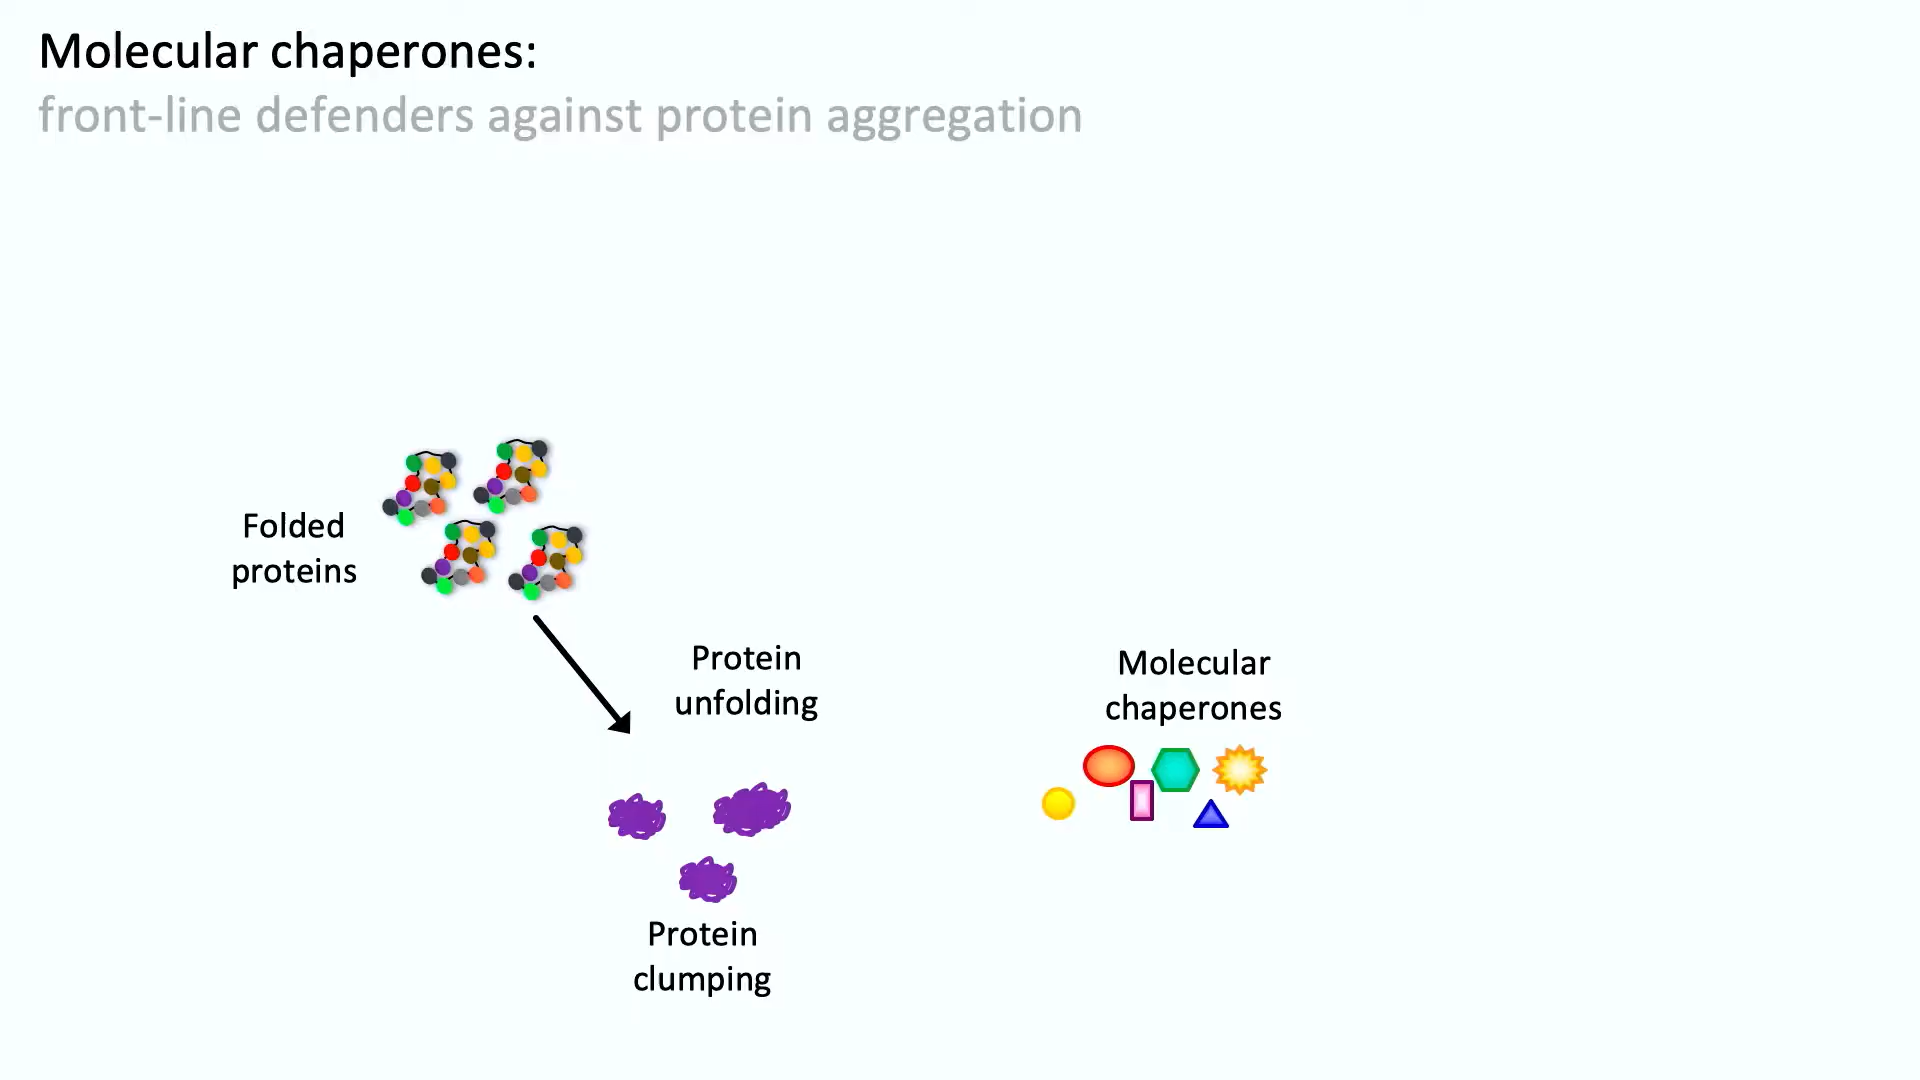 Molecular chaperones:
front-line defenders against protein aggregation
Folded
proteins
Protein
unfolding
Molecular
chaperones
Protein
clumping